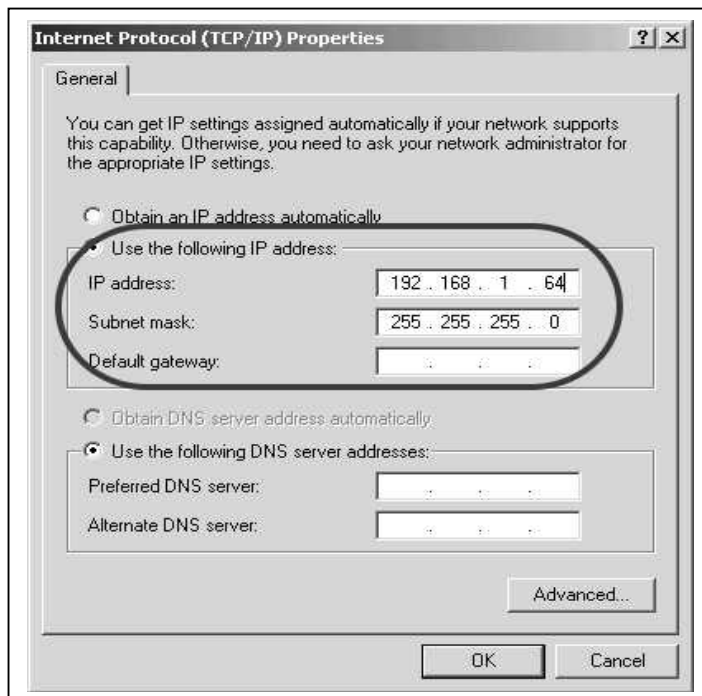 Internet Protocol (TCP/IP) Properties
General
You can get IP settings assigned automatically if your network supports
this capability. Otherwise, you need to ask your network administrator for
the appropriate IP settings.
Obtain an IP address automatically
Use the following IP address:
IP address: 192 . 168 . 1 . 64
Subnet mask: 255 . 255 . 255 . 0
Default gateway: . . .
Obtain DNS server address automatically
Use the following DNS server addresses:
Preferred DNS server: . . .
Alternate DNS server: . . .
Advanced...
OK Cancel